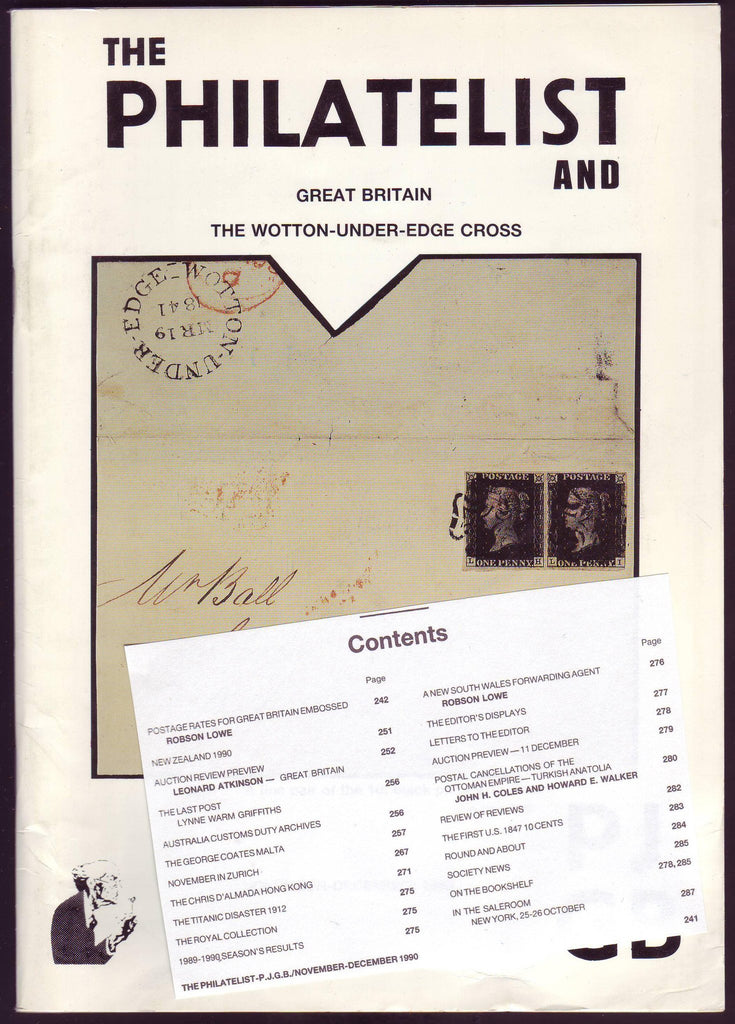 THE
PHILATELIST
AND
GREAT BRITAIN
THE WOTTON-UNDER-EDGE CROSS
WOTTON-UNDER-EDGE
MR19
1841
POSTAGE
POSTAGE
L ONE PENNY H
L ONE PENNY I
Mr Ball
Contents
Page
POSTAGE RATES FOR GREAT BRITAIN EMBOSSED 242
ROBSON LOWE
NEW ZEALAND 1990 251
AUCTION REVIEW PREVIEW 252
LEONARD ATKINSON — GREAT BRITAIN
THE LAST POST 256
LYNNE WARM GRIFFITHS
AUSTRALIA CUSTOMS DUTY ARCHIVES 256
THE GEORGE COATES MALTA 257
NOVEMBER IN ZURICH 267
THE CHRIS D'ALMADA HONG KONG 271
THE TITANIC DISASTER 1912 275
THE ROYAL COLLECTION 275
1989-1990 SEASON'S RESULTS 275
Page
A NEW SOUTH WALES FORWARDING AGENT 276
ROBSON LOWE
THE EDITOR'S DISPLAYS 277
LETTERS TO THE EDITOR 278
AUCTION PREVIEW — 11 DECEMBER 279
POSTAL CANCELLATIONS OF THE 280
OTTOMAN EMPIRE — TURKISH ANATOLIA
JOHN H. COLES AND HOWARD E. WALKER
REVIEW OF REVIEWS 282
THE FIRST U.S. 1847 10 CENTS 283
ROUND AND ABOUT 284
SOCIETY NEWS 285
ON THE BOOKSHELF 278,285
IN THE SALEROOM 287
NEW YORK, 25-26 OCTOBER
THE PHILATELIST-P.J.G.B./NOVEMBER-DECEMBER 1990 241